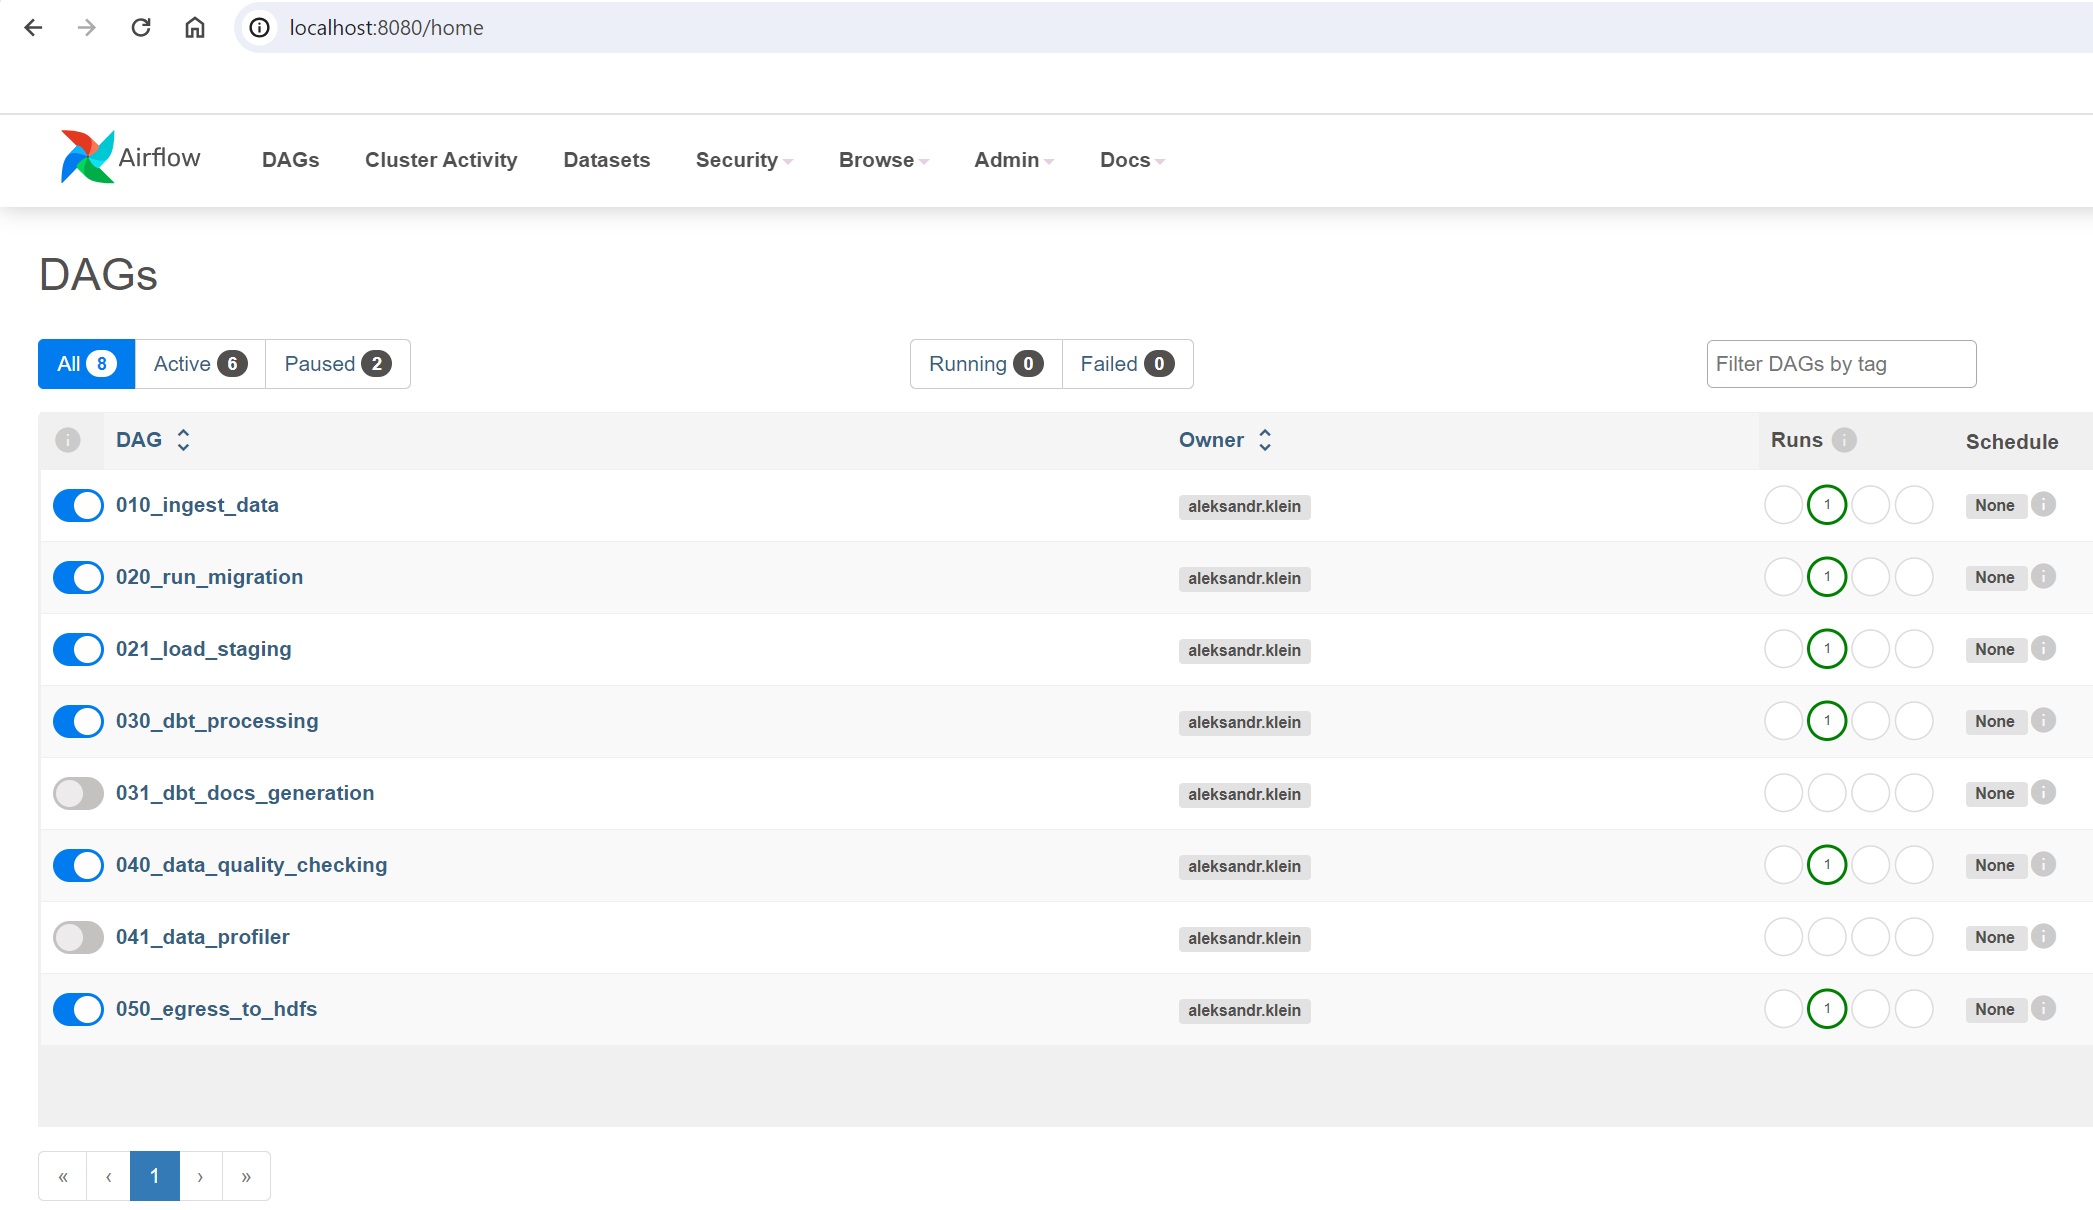 localhost:8080/home
Airflow DAGs Cluster Activity Datasets Security Browse Admin Docs
DAGs
All 8 Active 6 Paused 2 Running 0 Failed 0 Filter DAGs by tag
DAG Owner Runs Schedule
010_ingest_data aleksandr.klein 1 None
020_run_migration aleksandr.klein 1 None
021_load_staging aleksandr.klein 1 None
030_dbt_processing aleksandr.klein 1 None
031_dbt_docs_generation aleksandr.klein None
040_data_quality_checking aleksandr.klein 1 None
041_data_profiler aleksandr.klein None
050_egress_to_hdfs aleksandr.klein 1 None
« ‹ 1 › »